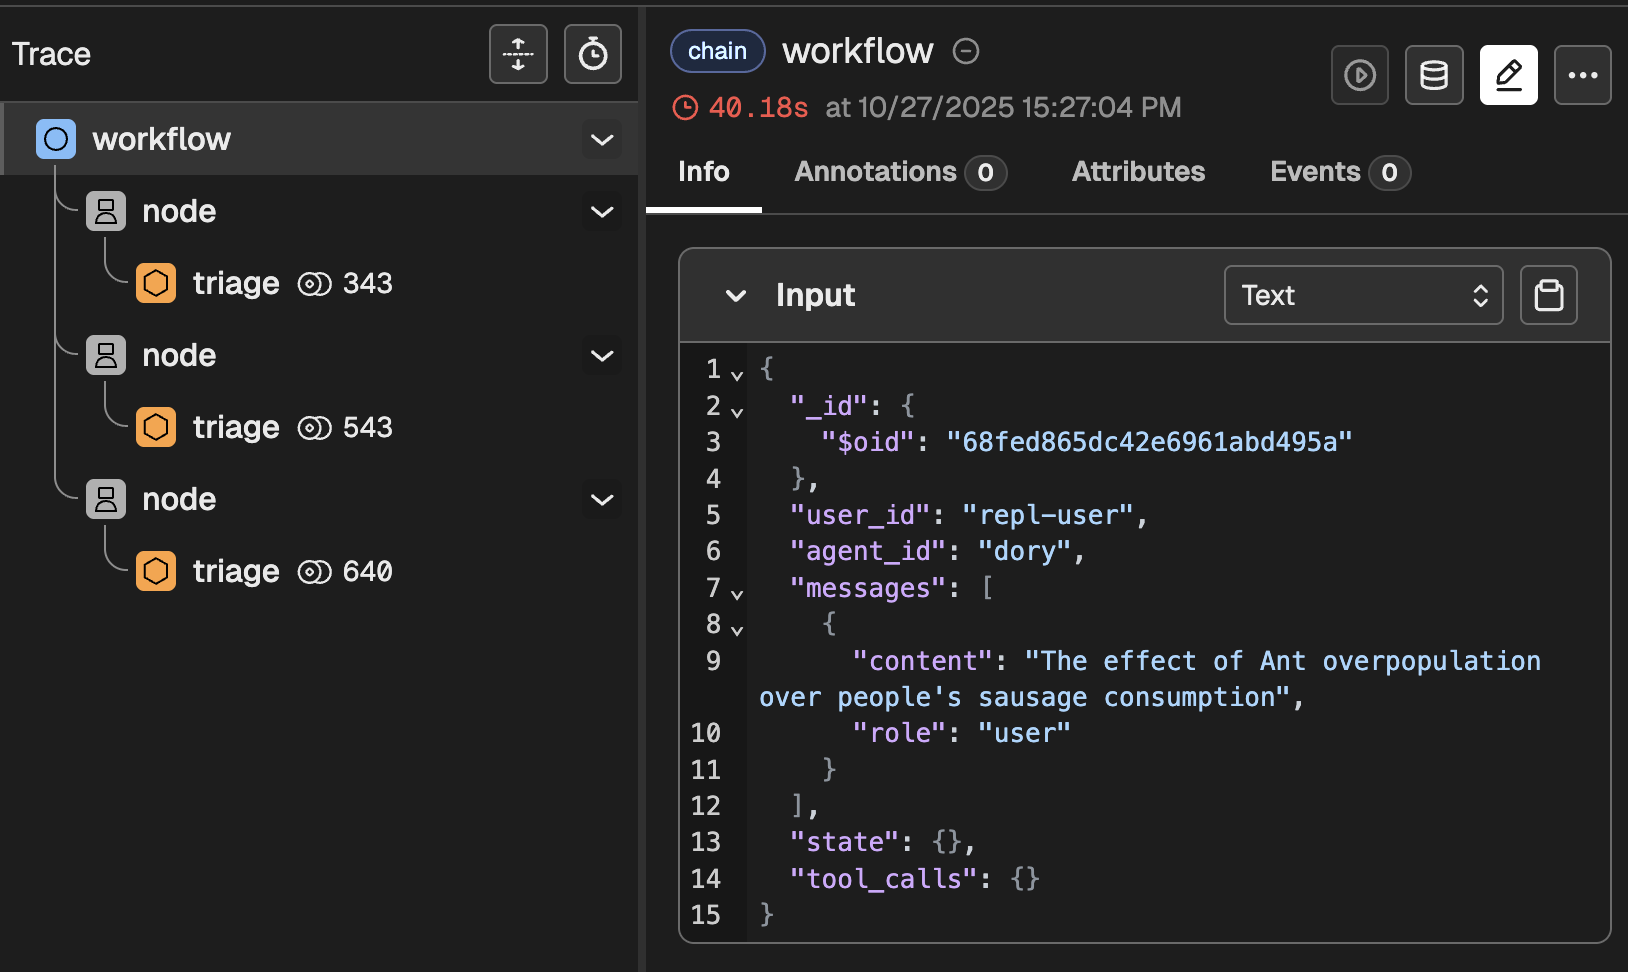 Trace
workflow
node
triage 343
node
triage 543
node
triage 640
chain workflow
40.18s at 10/27/2025 15:27:04 PM
Info Annotations 0 Attributes Events 0
Input Text
1 {
2 "_id": {
3 "$oid": "68fed865dc42e6961abd495a"
4 },
5 "user_id": "repl-user",
6 "agent_id": "dory",
7 "messages": [
8 {
9 "content": "The effect of Ant overpopulation
over people's sausage consumption",
10 "role": "user"
11 }
12 ],
13 "state": {},
14 "tool_calls": {}
15 }